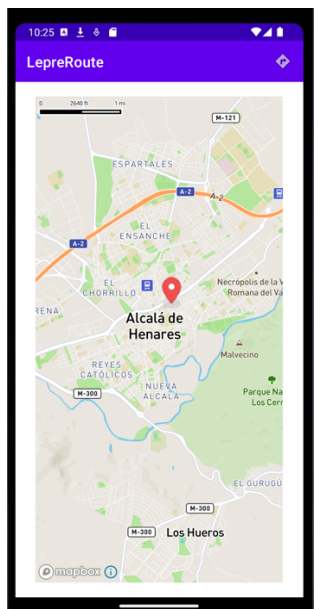 10:25
LepreRoute
0 2640 ft 1 mi
M-121
ESPARTALES
A-2
A-2
EL
ENSANCHE
A-2
EL
CHORRILLO
Necrópolis de la V
Romana del Va
RENA
Alcalá de
Henares
Malvecino
REYES
CATÓLICOS
NUEVA
ALCALÁ
M-300
Parque Na
Los Cerr
EL GURUGÚ
M-300
M-300
Los Hueros
mapbox